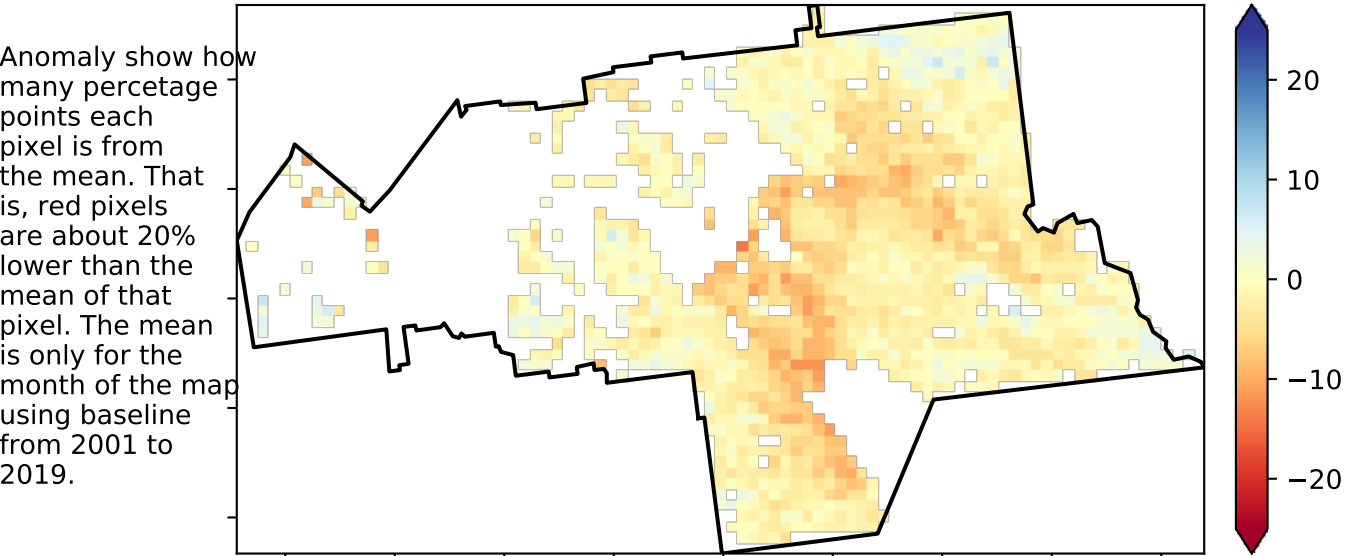 Anomaly show how
many percetage
points each
pixel is from
the mean. That
is, red pixels
are about 20%
lower than the
mean of that
pixel. The mean
is only for the
month of the map
using baseline
from 2001 to
2019.
20
10
0
−10
−20